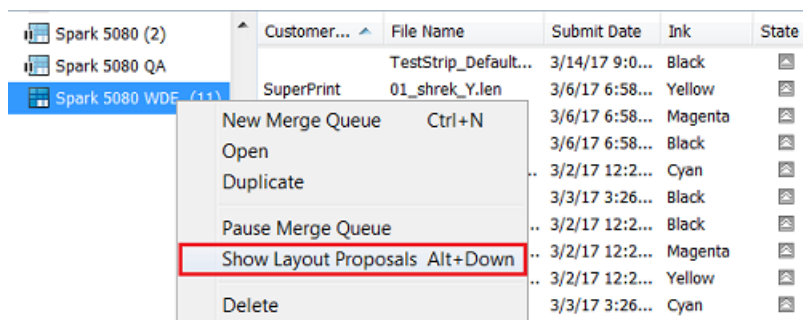 Spark 5080 (2)
Spark 5080 QA
Spark 5080 WDE (11)
Customer... File Name Submit Date Ink State
TestStrip_Default... 3/14/17 9:0... Black
SuperPrint 01_shrek_Y.len 3/6/17 6:58... Yellow
3/6/17 6:58... Magenta
3/6/17 6:58... Black
.. 3/2/17 12:2... Cyan
3/3/17 3:26... Black
.. 3/2/17 12:2... Black
.. 3/2/17 12:2... Magenta
.. 3/2/17 12:2... Yellow
3/3/17 3:26... Cyan
New Merge Queue Ctrl+N
Open
Duplicate
Pause Merge Queue
Show Layout Proposals Alt+Down
Delete